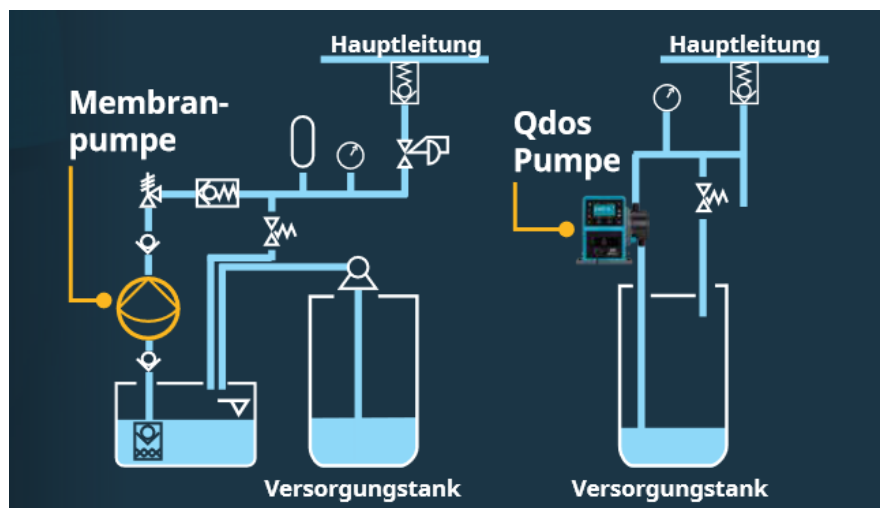 Hauptleitung
Membran-
pumpe
Versorgungstank
Hauptleitung
Qdos
Pumpe
Versorgungstank